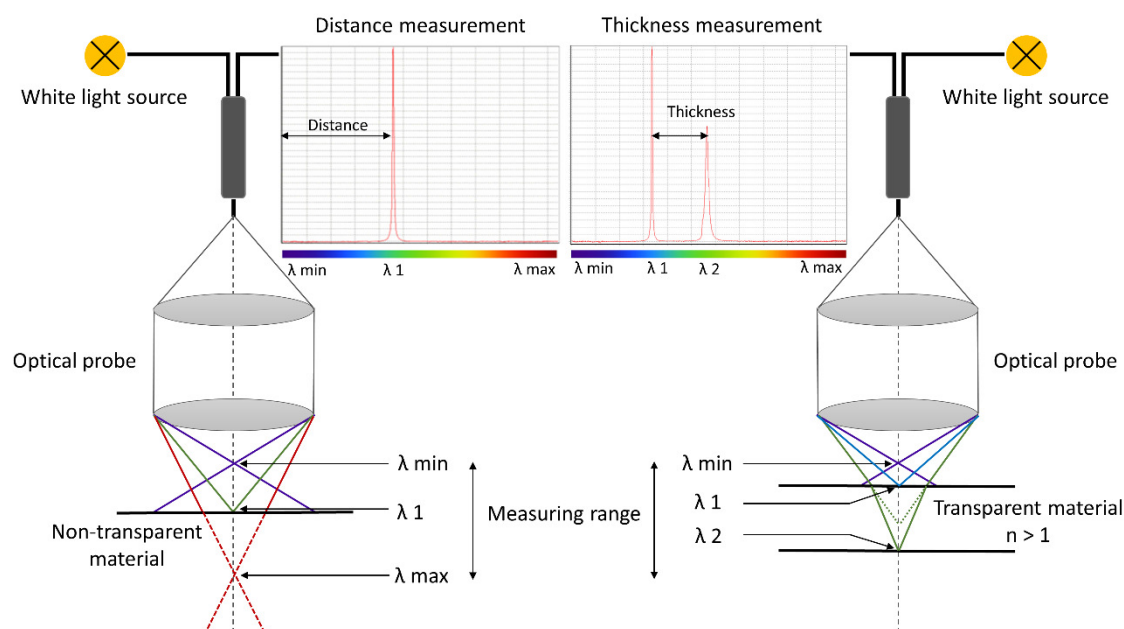 Distance measurement
Thickness measurement
White light source
White light source
Distance
Thickness
λ min
λ 1
λ max
λ min
λ 1
λ 2
λ max
Optical probe
Optical probe
λ min
λ 1
λ max
Non-transparent
material
Measuring range
λ min
λ 1
λ 2
Transparent material
n > 1